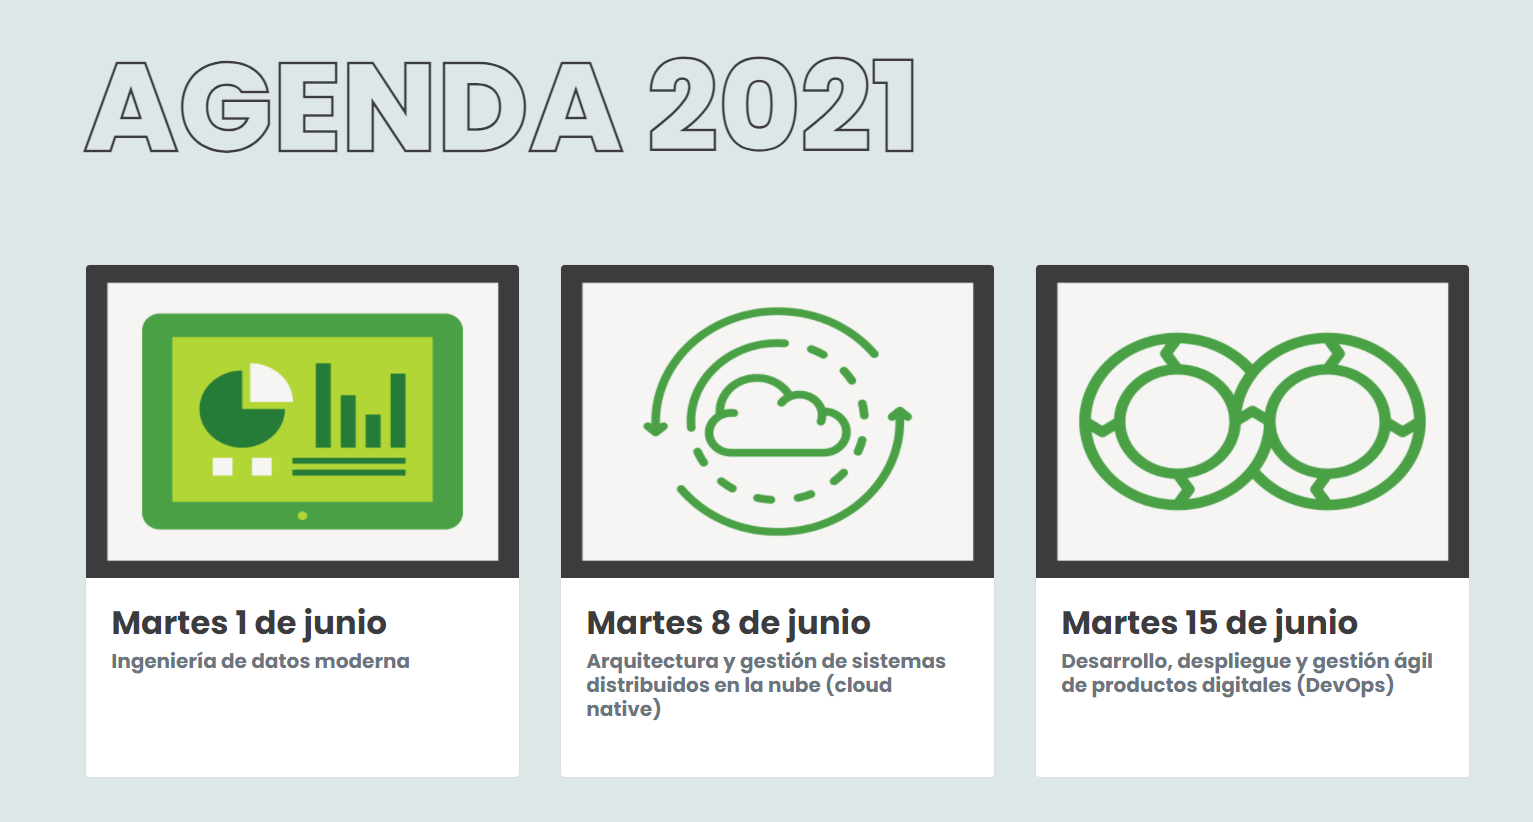 AGENDA 2021
Martes 1 de junio
Ingeniería de datos moderna
Martes 8 de junio
Arquitectura y gestión de sistemas
distribuidos en la nube (cloud
native)
Martes 15 de junio
Desarrollo, despliegue y gestión ágil
de productos digitales (DevOps)